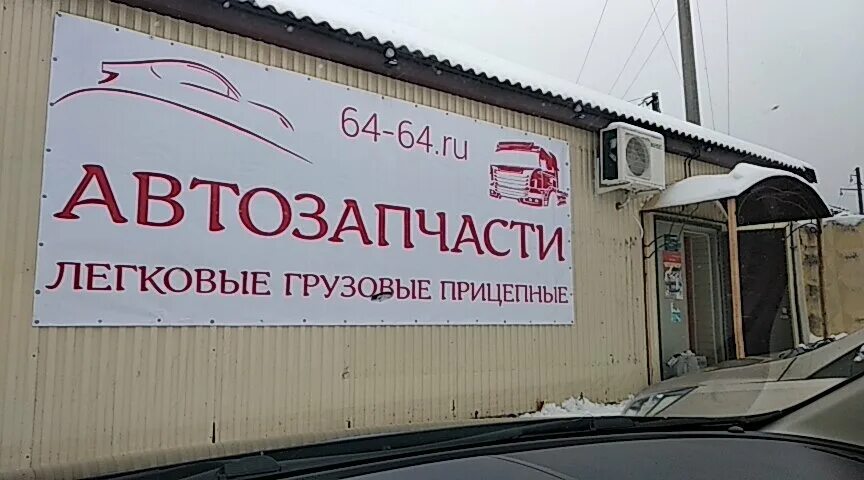 64-64.ru
АВТОЗАПЧАСТИ
ЛЕГКОВЫЕ ГРУЗОВЫЕ ПРИЦЕПНЫЕ